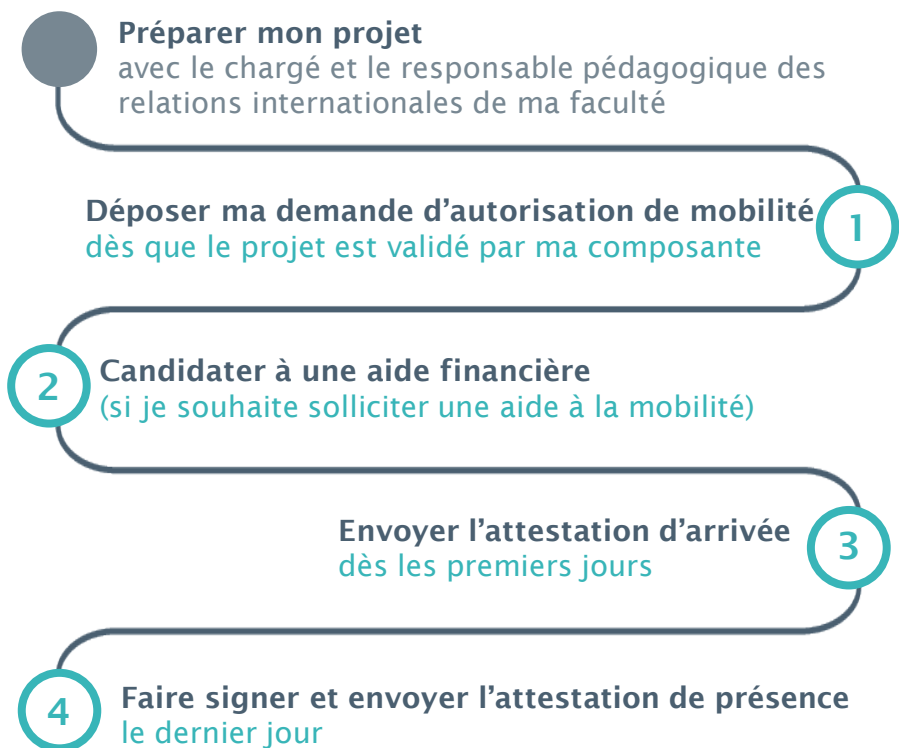 Préparer mon projet
avec le chargé et le responsable pédagogique des
relations internationales de ma faculté
Déposer ma demande d’autorisation de mobilité
dès que le projet est validé par ma composante
1
2
Candidater à une aide financière
(si je souhaite solliciter une aide à la mobilité)
Envoyer l’attestation d’arrivée
dès les premiers jours
3
4
Faire signer et envoyer l’attestation de présence
le dernier jour